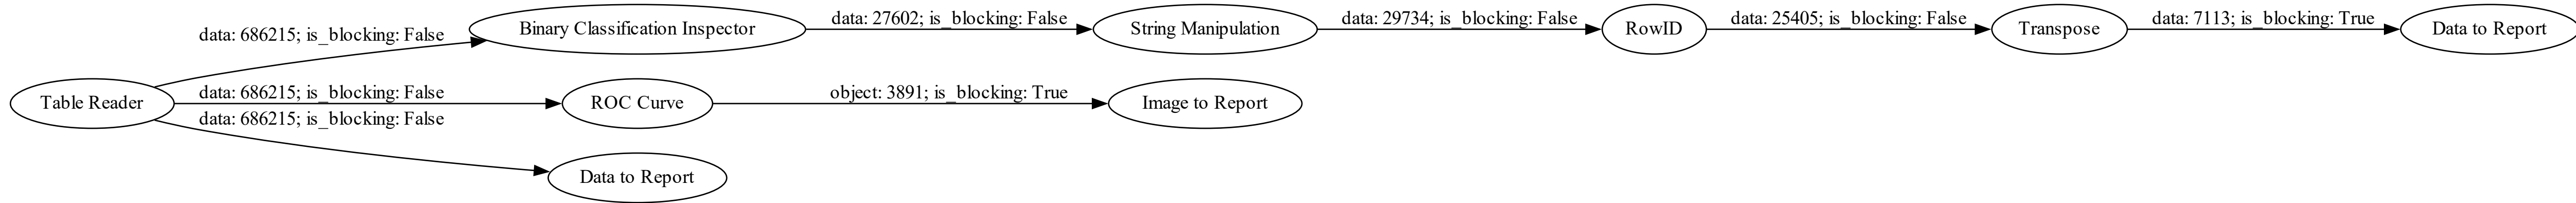 data: 686215; is_blocking: False
Binary Classification Inspector
data: 27602; is_blocking: False
String Manipulation
data: 29734; is_blocking: False
RowID
data: 25405; is_blocking: False
Transpose
data: 7113; is_blocking: True
Data to Report
Table Reader
data: 686215; is_blocking: False
ROC Curve
object: 3891; is_blocking: True
Image to Report
data: 686215; is_blocking: False
Data to Report